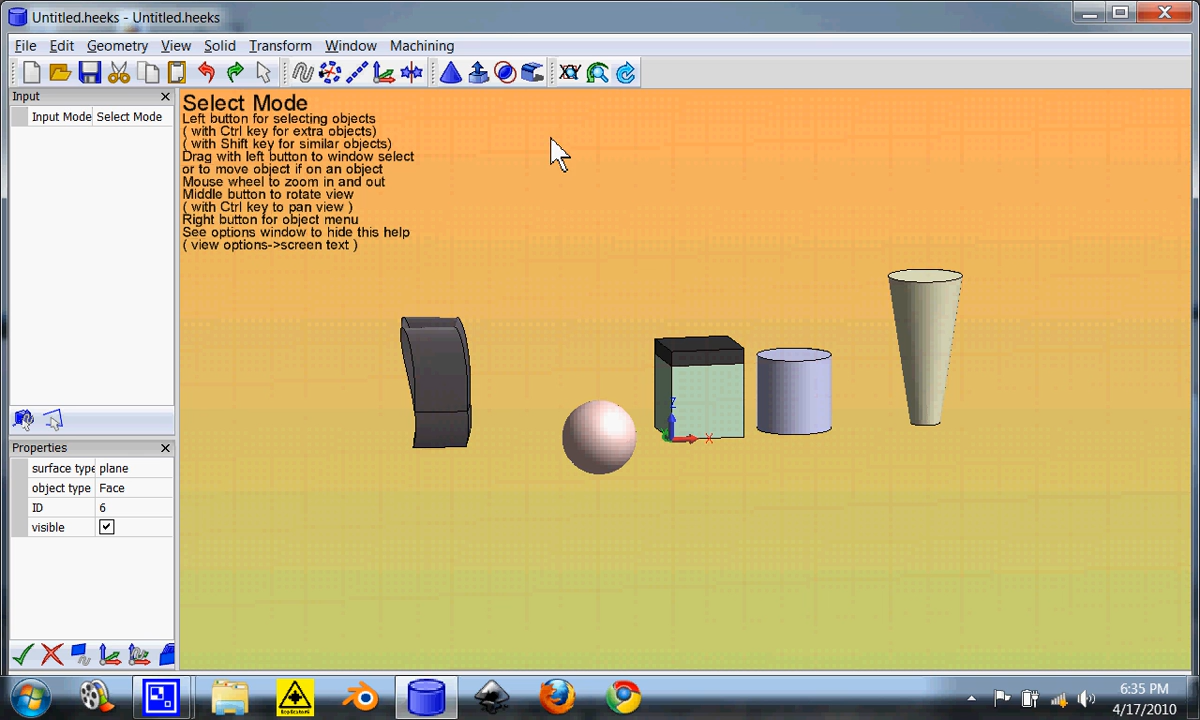 Untitled.heeks - Untitled.heeks
File Edit Geometry View Solid Transform Window Machining
Input
Input Mode Select Mode
Select Mode
Left button for selecting objects
( with Ctrl key for extra objects)
( with Shift key for similar objects)
Drag with left button to window select
or to move object if on an object
Mouse wheel to zoom in and out
Middle button to rotate view
( with Ctrl key to pan view )
Right button for object menu
See options window to hide this help
( view options->screen text )
Z
X
Properties
surface type plane
object type Face
ID 6
visible
6:35 PM
4/17/2010